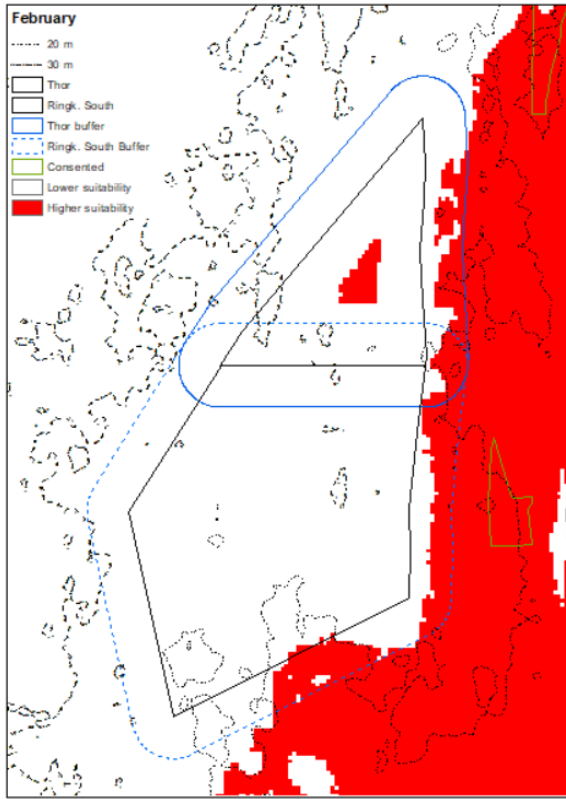 February
20 m
30 m
Thor
Ringk. South
Thor buffer
Ringk. South Buffer
Consented
Lower suitability
Higher suitability